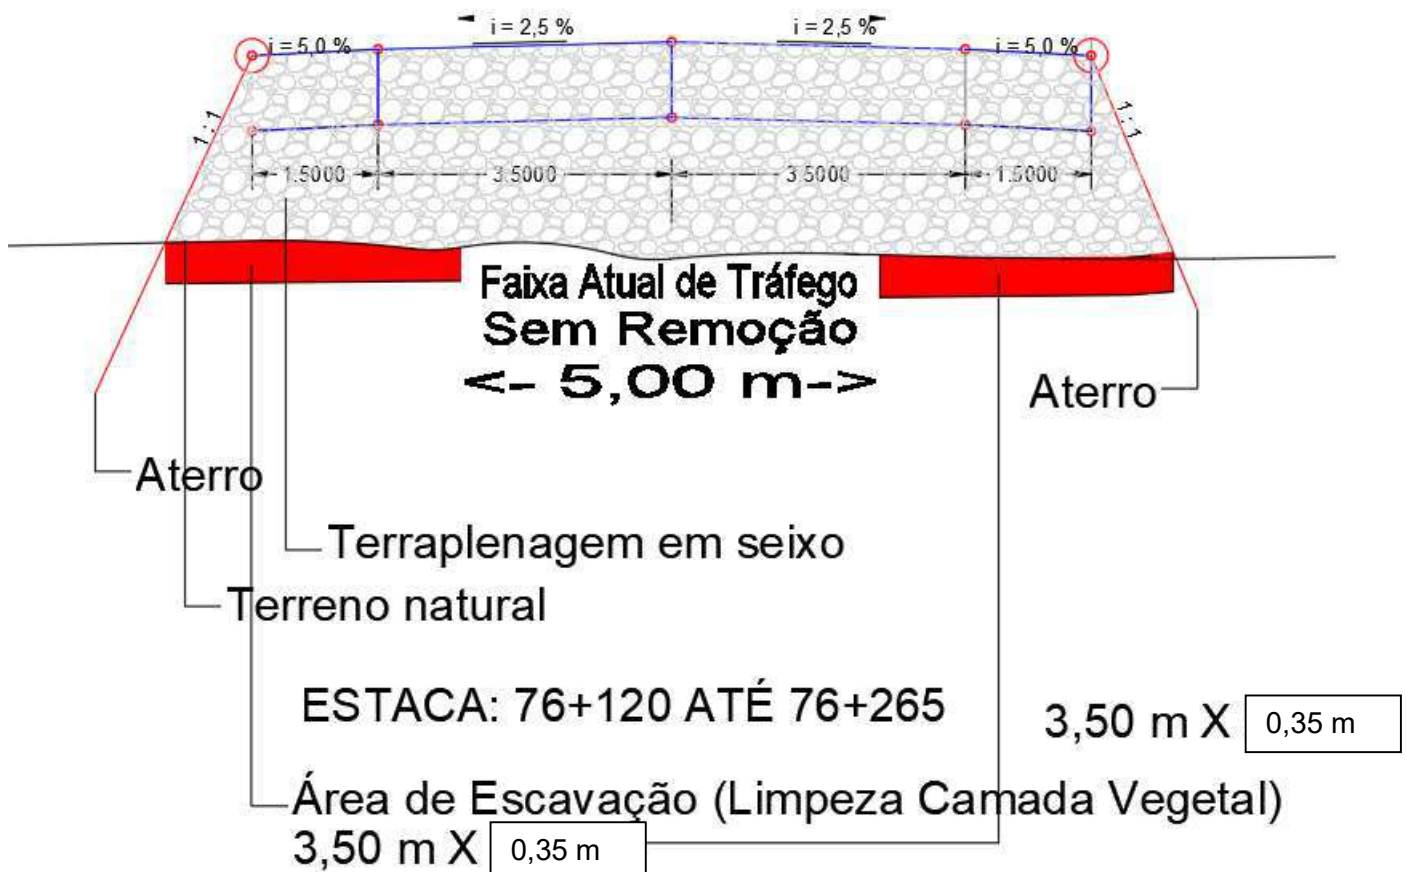 i = 2,5 %
i = 2,5 %
i = 5,0 %
i = 5,0 %
1 : 1
1 : 1
1.5000
3.5000
3.5000
1.5000
Faixa Atual de Tráfego
Sem Remoção
<- 5,00 m->
Aterro
Aterro
Terraplenagem em seixo
Terreno natural
ESTACA: 76+120 ATÉ 76+265
3,50 m X 0,35 m
Área de Escavação (Limpeza Camada Vegetal)
3,50 m X 0,35 m